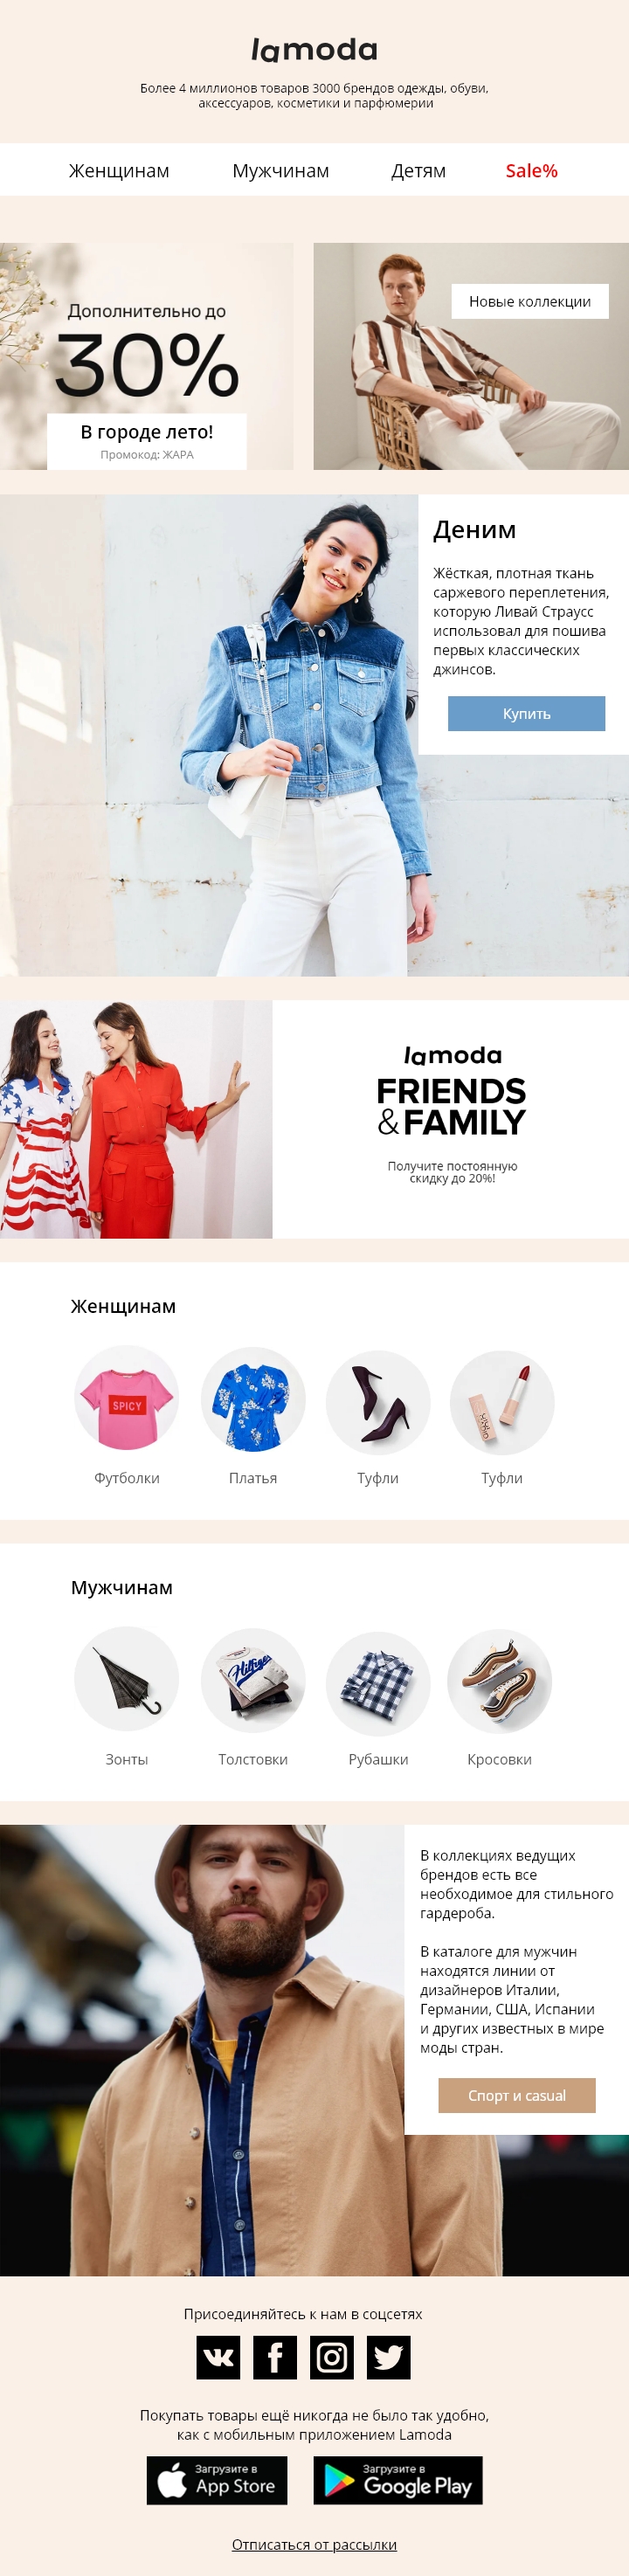 lamoda
Более 4 миллионов товаров 3000 брендов одежды, обуви,
аксессуаров, косметики и парфюмерии
Женщинам Мужчинам Детям Sale%
Дополнительно до
30%
В городе лето!
Промокод: ЖАРА
Новые коллекции
Деним
Жёсткая, плотная ткань
саржевого переплетения,
которую Ливай Страусс
использовал для пошива
первых классических
джинсов.
Купить
lamoda
FRIENDS
&FAMILY
Получите постоянную
скидку до 20%!
Женщинам
SPICY
Футболки Платья Туфли Туфли
Мужчинам
Hilfiger
Зонты Толстовки Рубашки Кросовки
В коллекциях ведущих
брендов есть все
необходимое для стильного
гардероба.
В каталоге для мужчин
находятся линии от
дизайнеров Италии,
Германии, США, Испании
и других известных в мире
моды стран.
Спорт и casual
Присоединяйтесь к нам в соцсетях
Покупать товары ещё никогда не было так удобно,
как с мобильным приложением Lamoda
Загрузите в
App Store
Загрузите в
Google Play
Отписаться от рассылки